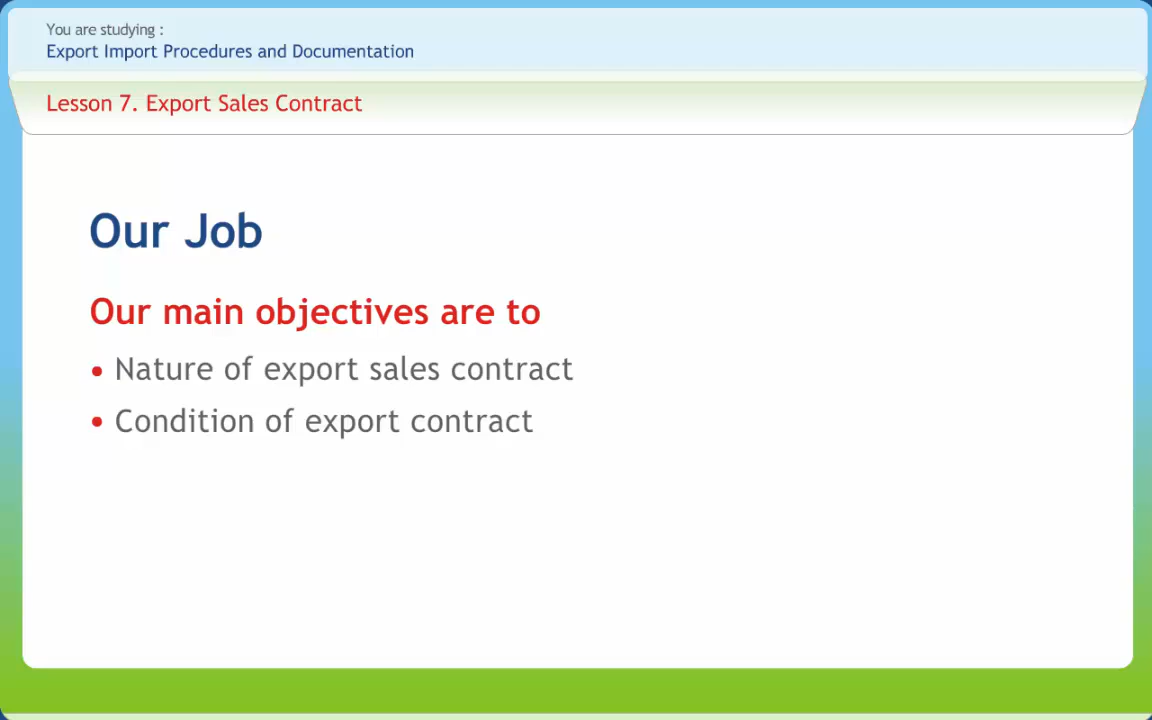 You are studying :
Export Import Procedures and Documentation
Lesson 7. Export Sales Contract
Our Job
Our main objectives are to
• Nature of export sales contract
• Condition of export contract